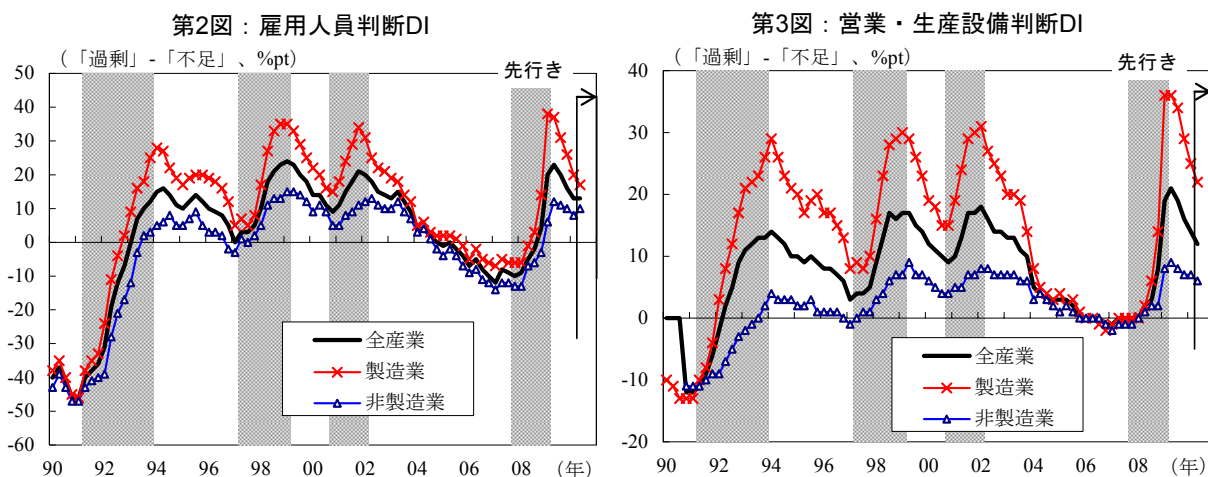 第2図：雇用人員判断DI
（「過剰」-「不足」、%pt）
先行き
50
40
30
20
10
0
-10
-20
-30
-40
-50
-60
全産業
製造業
非製造業
90 92 94 96 98 00 02 04 06 08 （年）
第3図：営業・生産設備判断DI
（「過剰」-「不足」、%pt）
先行き
40
30
20
10
0
-10
-20
全産業
製造業
非製造業
90 92 94 96 98 00 02 04 06 08 （年）